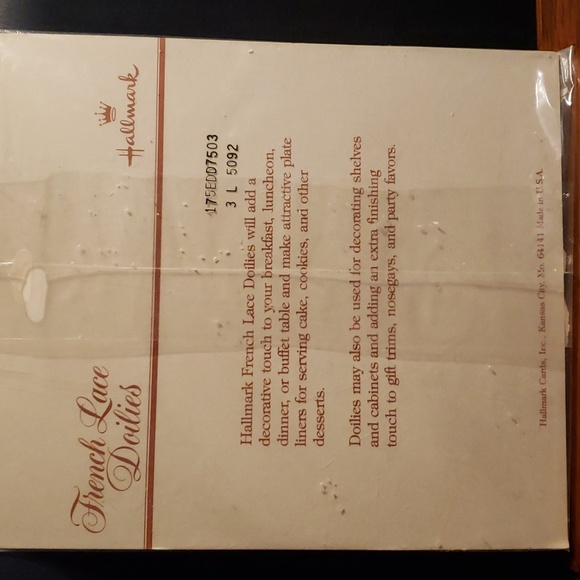 French Lace
Doilies
Hallmark
175EDD7503
3 L 5092
Hallmark French Lace Doilies will add a
decorative touch to your breakfast, luncheon,
dinner, or buffet table and make attractive plate
liners for serving cake, cookies, and other
desserts.
Doilies may also be used for decorating shelves
and cabinets and adding an extra finishing
touch to gift trims, nosegays, and party favors.
Hallmark Cards, Inc., Kansas City, Mo. 64141 Made in U.S.A.